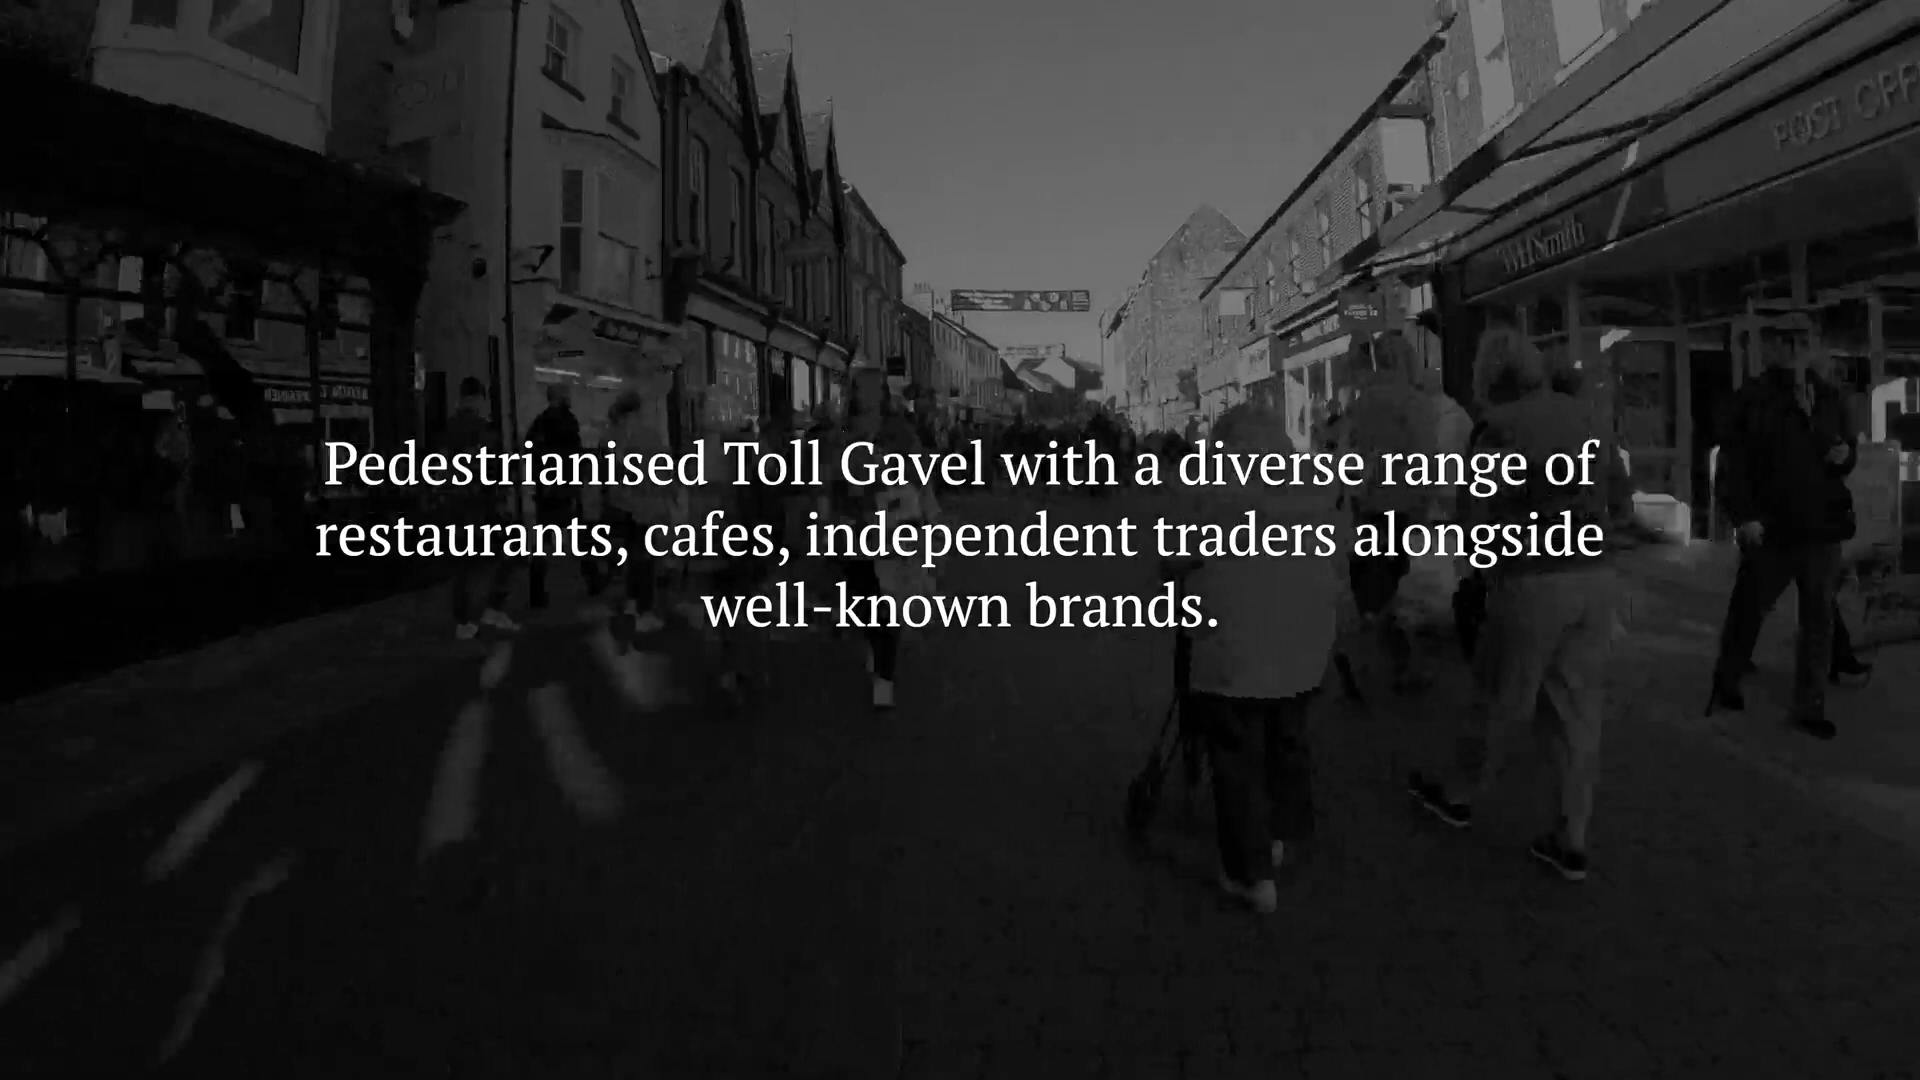 POST OFF
WHSmith
Pedestrianised Toll Gavel with a diverse range of
restaurants, cafes, independent traders alongside
well-known brands.